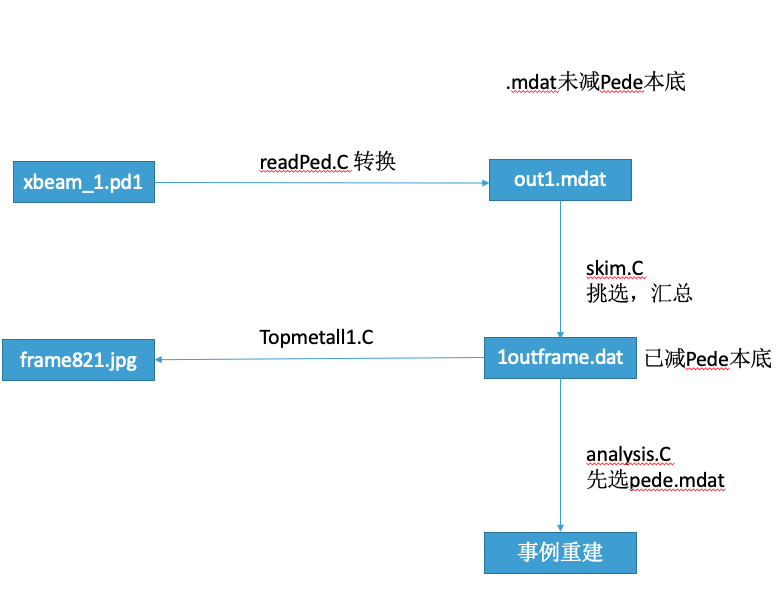 .mdat未减Pede本底
readPed.C 转换
xbeam_1.pd1
out1.mdat
skim.C
挑选，汇总
Topmetall1.C
frame821.jpg
1outframe.dat
已减Pede本底
analysis.C
先选pede.mdat
事例重建